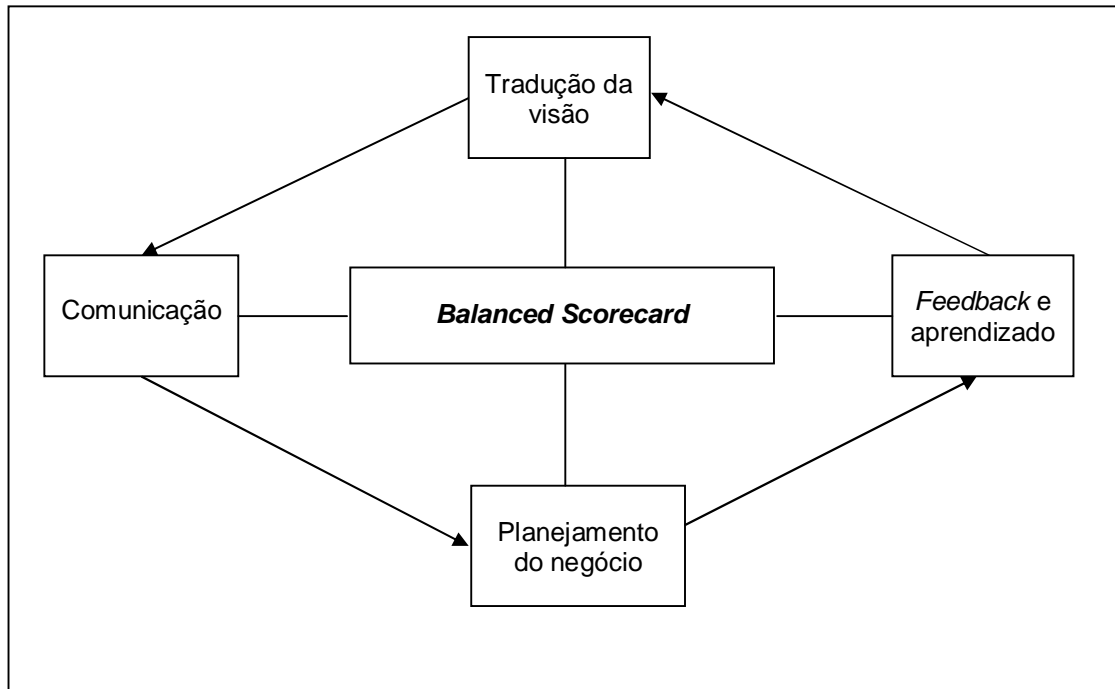 Tradução da
visão
Comunicação
Balanced Scorecard
Feedback e
aprendizado
Planejamento
do negócio